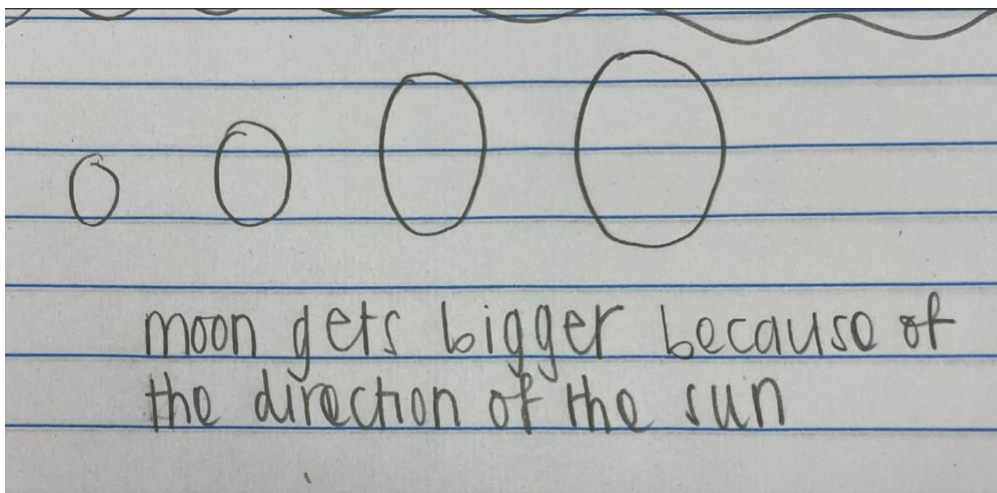 moon gets bigger because of
the direction of the sun